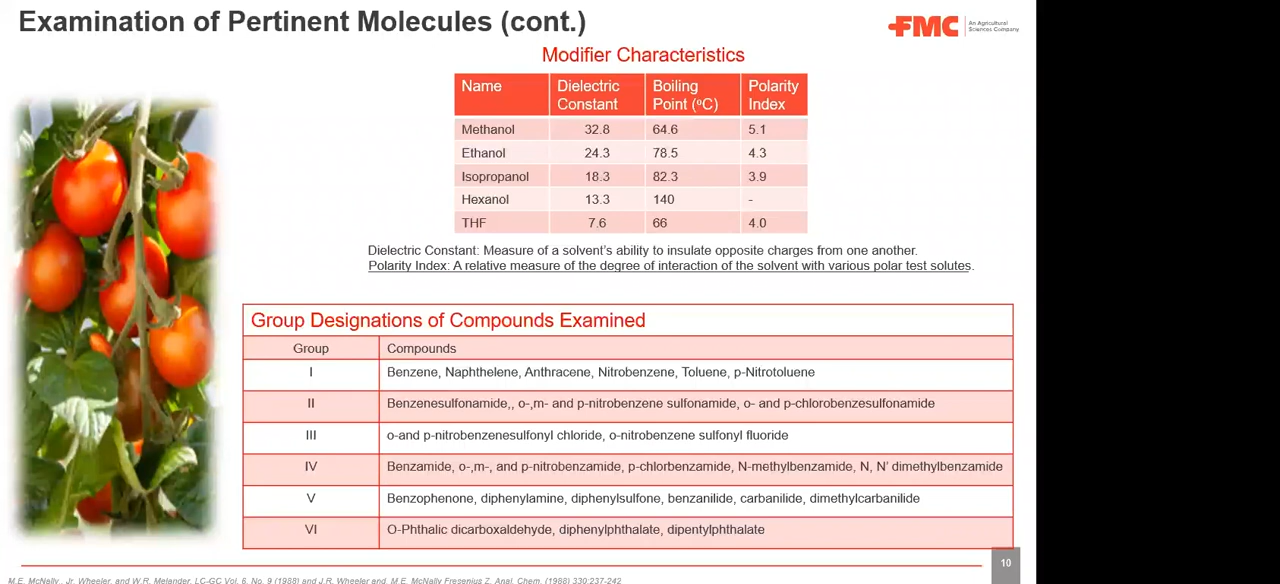 Examination of Pertinent Molecules (cont.)
FMC
An Agricultural
Sciences Company
Modifier Characteristics
Name Dielectric Constant Boiling Point (ºC) Polarity Index
Methanol 32.8 64.6 5.1
Ethanol 24.3 78.5 4.3
Isopropanol 18.3 82.3 3.9
Hexanol 13.3 140 -
THF 7.6 66 4.0
Dielectric Constant: Measure of a solvent's ability to insulate opposite charges from one another.
Polarity Index: A relative measure of the degree of interaction of the solvent with various polar test solutes.
Group Designations of Compounds Examined
Group Compounds
I Benzene, Naphthelene, Anthracene, Nitrobenzene, Toluene, p-Nitrotoluene
II Benzenesulfonamide,, o-,m- and p-nitrobenzene sulfonamide, o- and p-chlorobenzesulfonamide
III o-and p-nitrobenzenesulfonyl chloride, o-nitrobenzene sulfonyl fluoride
IV Benzamide, o-,m-, and p-nitrobenzamide, p-chlorbenzamide, N-methylbenzamide, N, N' dimethylbenzamide
V Benzophenone, diphenylamine, diphenylsulfone, benzanilide, carbanilide, dimethylcarbanilide
VI O-Phthalic dicarboxaldehyde, diphenylphthalate, dipentylphthalate
10
M.E. McNally,. Jr. Wheeler, and W.R. Melander, LC-GC Vol. 6, No. 9 (1988) and J.R. Wheeler and, M.E. McNally Fresenius Z. Anal. Chem. (1988) 330:237-242